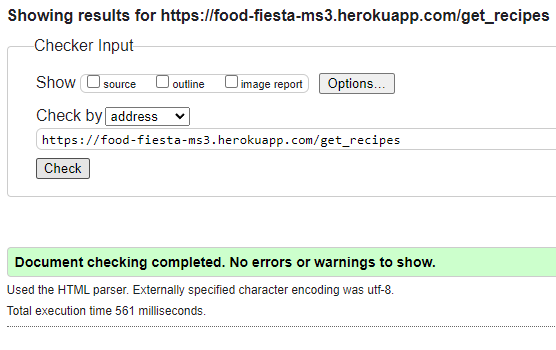 Showing results for https://food-fiesta-ms3.herokuapp.com/get_recipes
Checker Input
Show source outline image report Options...
Check by address
https://food-fiesta-ms3.herokuapp.com/get_recipes
Check
Document checking completed. No errors or warnings to show.
Used the HTML parser. Externally specified character encoding was utf-8.
Total execution time 561 milliseconds.